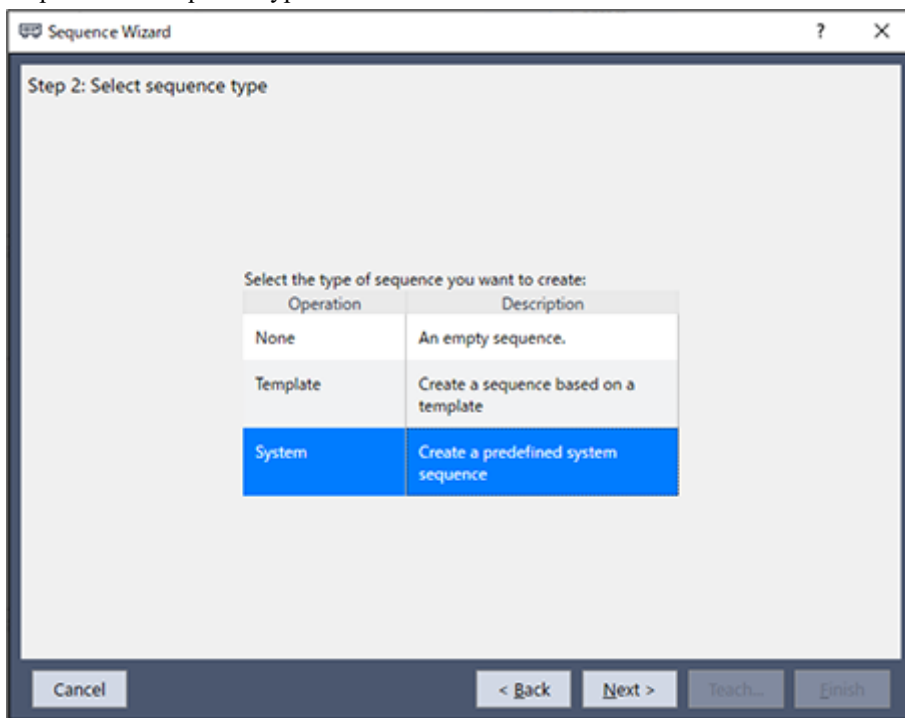 Sequence Wizard ? ×
Step 2: Select sequence type
Select the type of sequence you want to create:
Operation Description
None An empty sequence.
Template Create a sequence based on a
template
System Create a predefined system
sequence
Cancel < Back Next > Teach... Finish